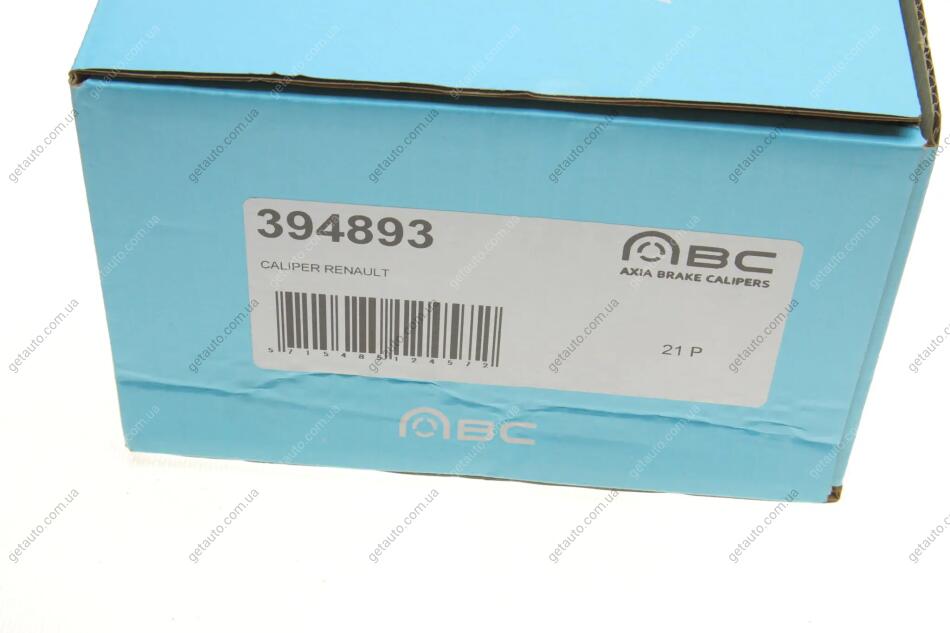 394893
ABC
AXIA BRAKE CALIPERS
CALIPER RENAULT
21 P
ABC
getauto.com.ua